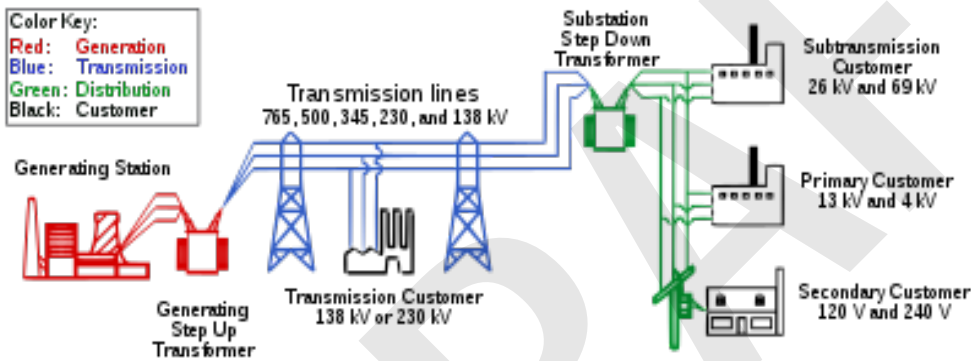 Color Key:
Red: Generation
Blue: Transmission
Green: Distribution
Black: Customer
Substation
Step Down
Transformer
Subtransmission
Customer
26 kV and 69 kV
Transmission lines
765, 500, 345, 230, and 138 kV
Generating Station
Primary Customer
13 kV and 4 kV
Transmission Customer
138 kV or 230 kV
Secondary Customer
120 V and 240 V
Generating
Step Up
Transformer